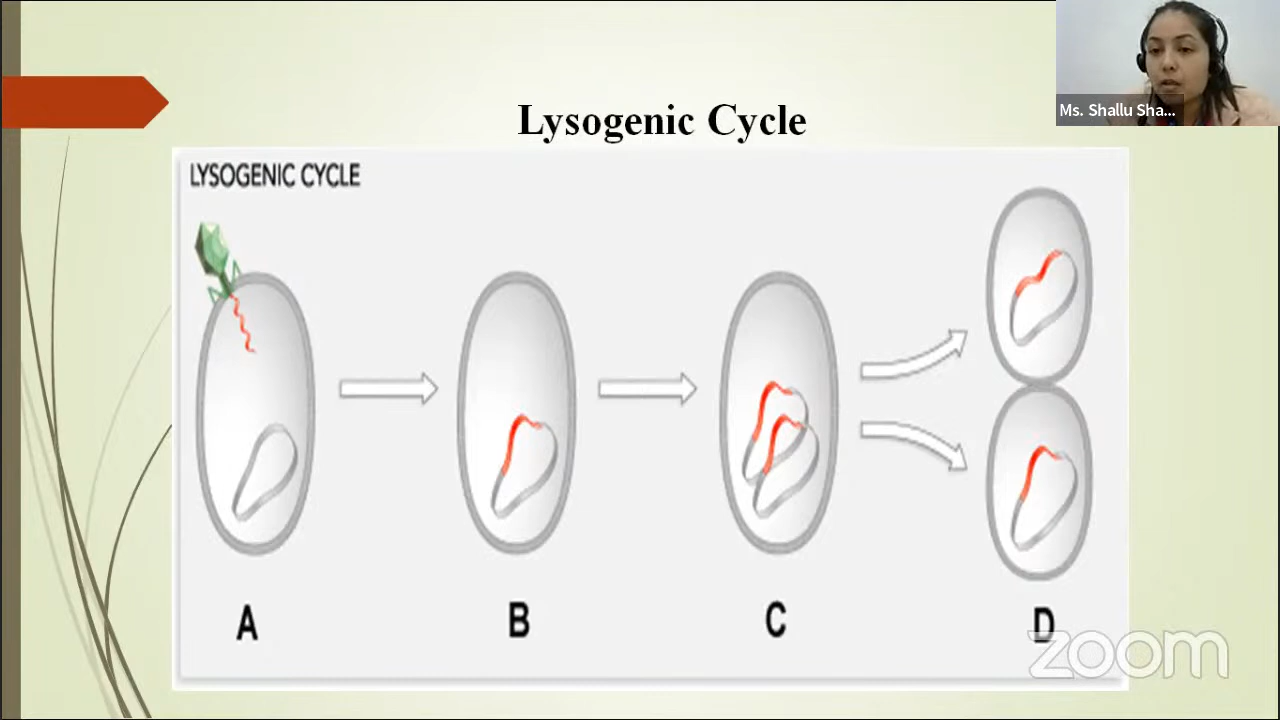 Lysogenic Cycle
Ms. Shallu Sha...
LYSOGENIC CYCLE
A
B
C
D
zoom